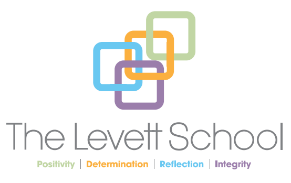 The Levett School
Positivity | Determination | Reflection | Integrity